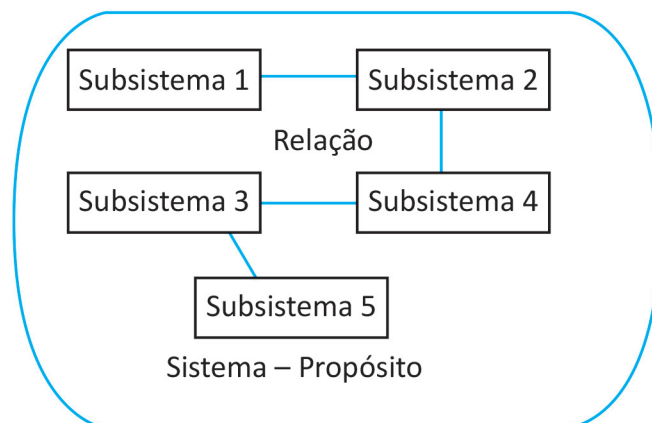 Subsistema 1
Subsistema 2
Relação
Subsistema 3
Subsistema 4
Subsistema 5
Sistema – Propósito